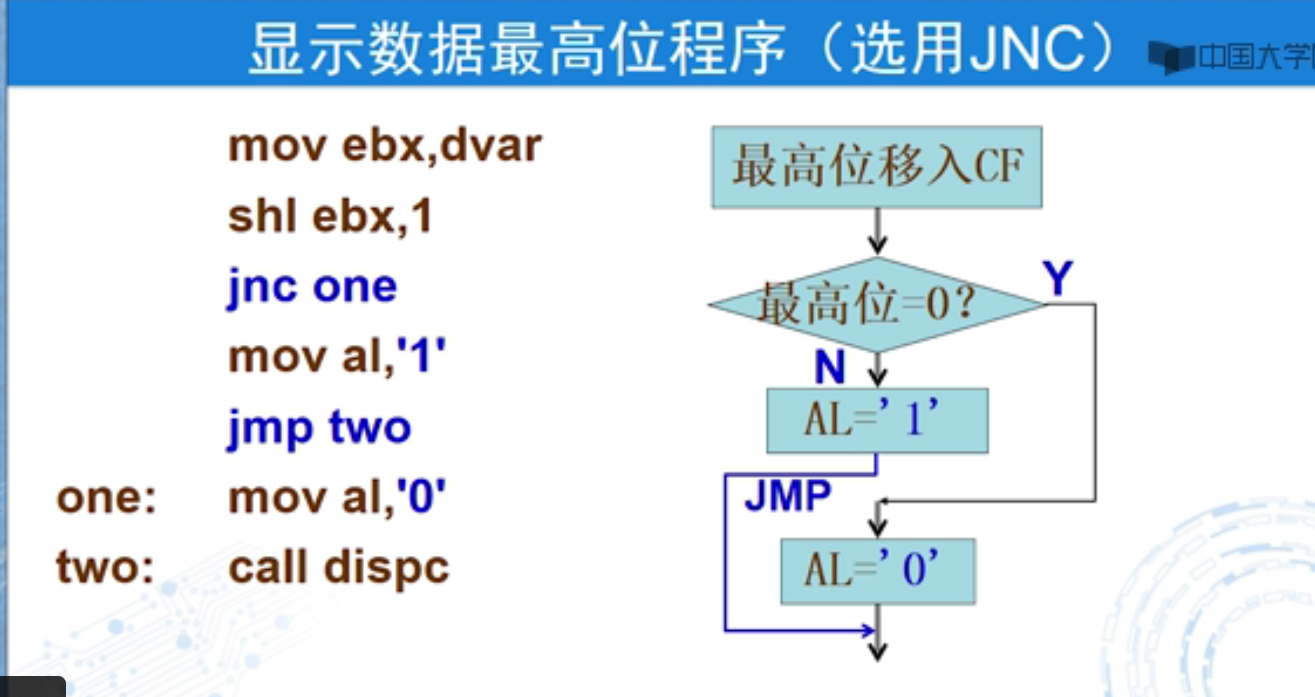 显示数据最高位程序（选用JNC）
中国大学
mov ebx,dvar
shl ebx,1
jnc one
mov al,'1'
jmp two
one: mov al,'0'
two: call dispc
最高位移入CF
最高位=0?
Y
N
AL='1'
JMP
AL='0'